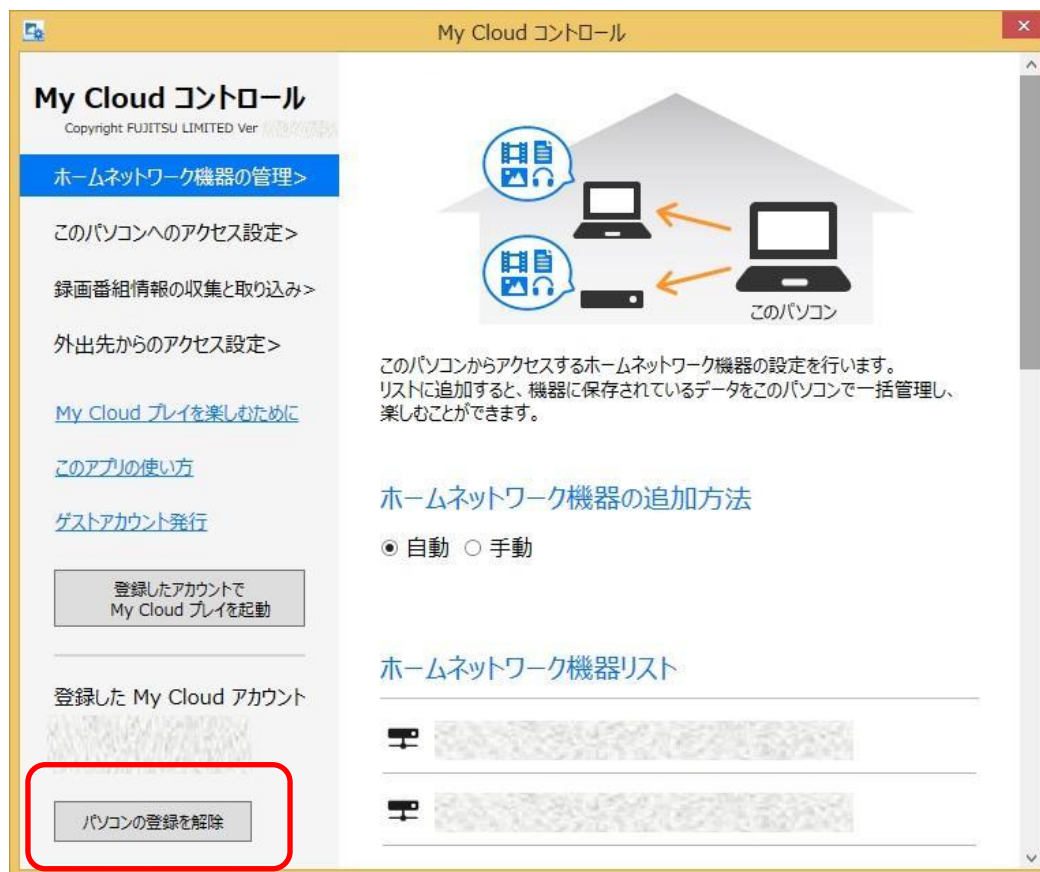 My Cloud コントロール
My Cloud コントロール
Copyright FUJITSU LIMITED Ver
ホームネットワーク機器の管理>
このパソコンへのアクセス設定>
録画番組情報の収集と取り込み>
外出先からのアクセス設定>
My Cloud プレイを楽しむために
このアプリの使い方
ゲストアカウント発行
登録したアカウントで
My Cloud プレイを起動
登録した My Cloud アカウント
パソコンの登録を解除
このパソコン
このパソコンからアクセスするホームネットワーク機器の設定を行います。
リストに追加すると、機器に保存されているデータをこのパソコンで一括管理し、
楽しむことができます。
ホームネットワーク機器の追加方法
自動 手動
ホームネットワーク機器リスト